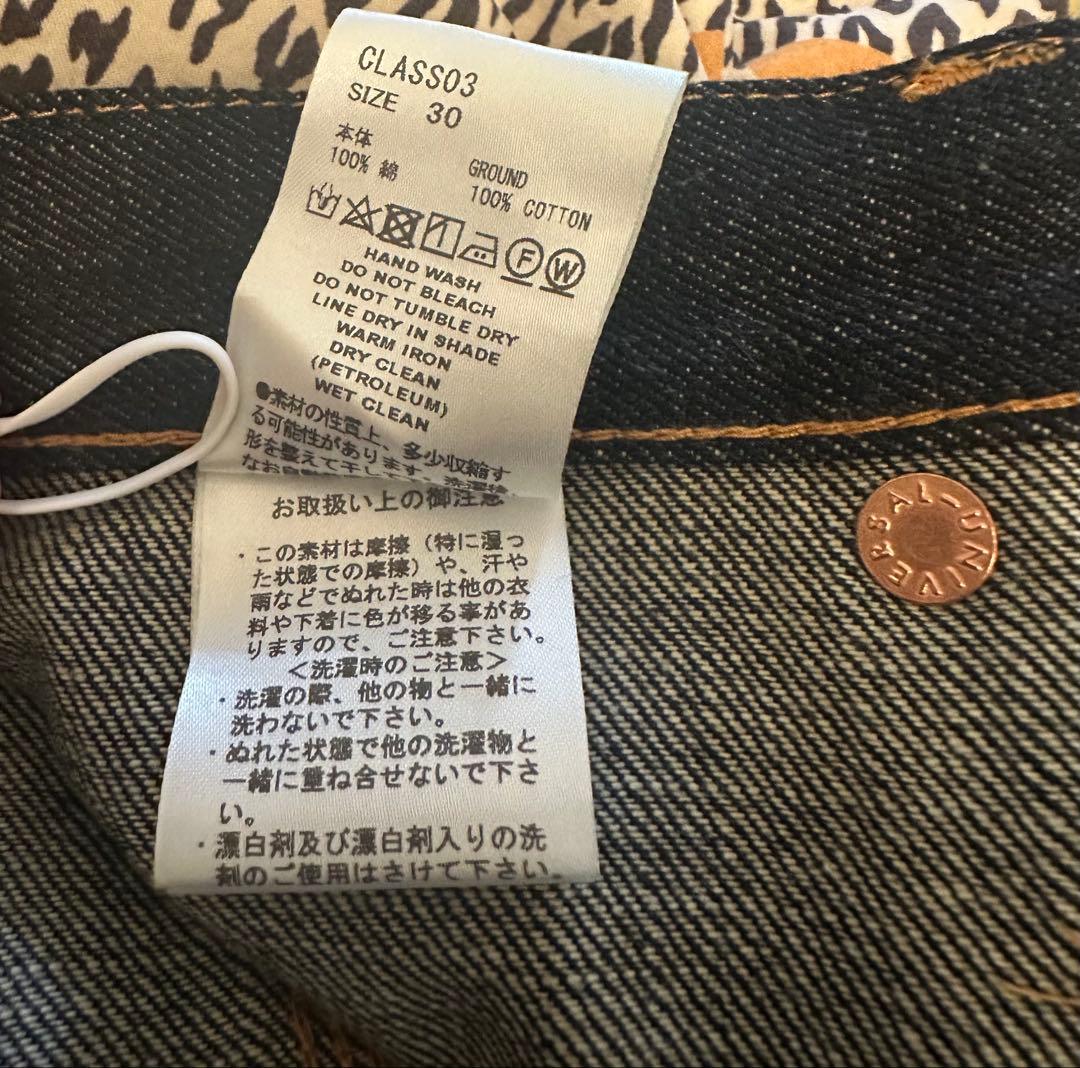 CLASS03
SIZE 30
本体
100% 綿
GROUND
100% COTTON
F W
HAND WASH
DO NOT BLEACH
DO NOT TUMBLE DRY
LINE DRY IN SHADE
WARM IRON
DRY CLEAN
(PETROLEUM)
WET CLEAN
●素材の性質上、多少収縮す
る可能性があります
形を整えて干し
なお
お取扱い上の御注意
・この素材は摩擦（特に湿っ
た状態での摩擦）や、汗や
雨などでぬれた時は他の衣
料や下着に色が移る事があ
りますので、ご注意下さい。
＜洗濯時のご注意＞
・洗濯の際、他の物と一緒に
洗わないで下さい。
・ぬれた状態で他の洗濯物と
一緒に重ね合せないで下さ
い。
・漂白剤及び漂白剤入りの洗
剤のご使用はさけて下さい。
UNIVERSAL